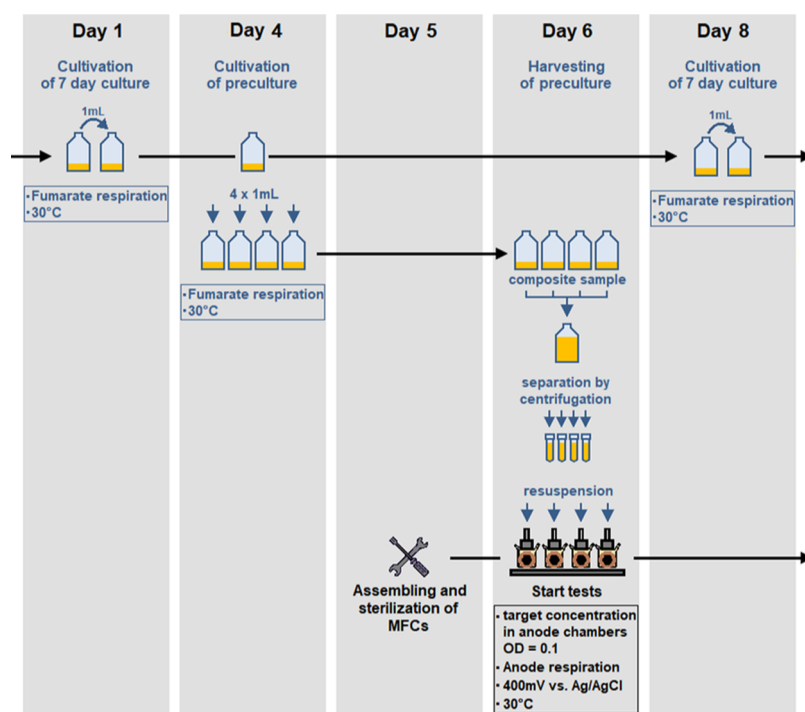 Day 1
Cultivation
of 7 day culture
1mL
·Fumarate respiration
·30°C
Day 4
Cultivation
of preculture
4 x 1mL
·Fumarate respiration
·30°C
Day 5
Assembling and
sterilization of
MFCs
Day 6
Harvesting
of preculture
composite sample
separation by
centrifugation
resuspension
Start tests
· target concentration
in anode chambers
OD = 0.1
· Anode respiration
· 400mV vs. Ag/AgCl
· 30°C
Day 8
Cultivation
of 7 day culture
1mL
·Fumarate respiration
·30°C